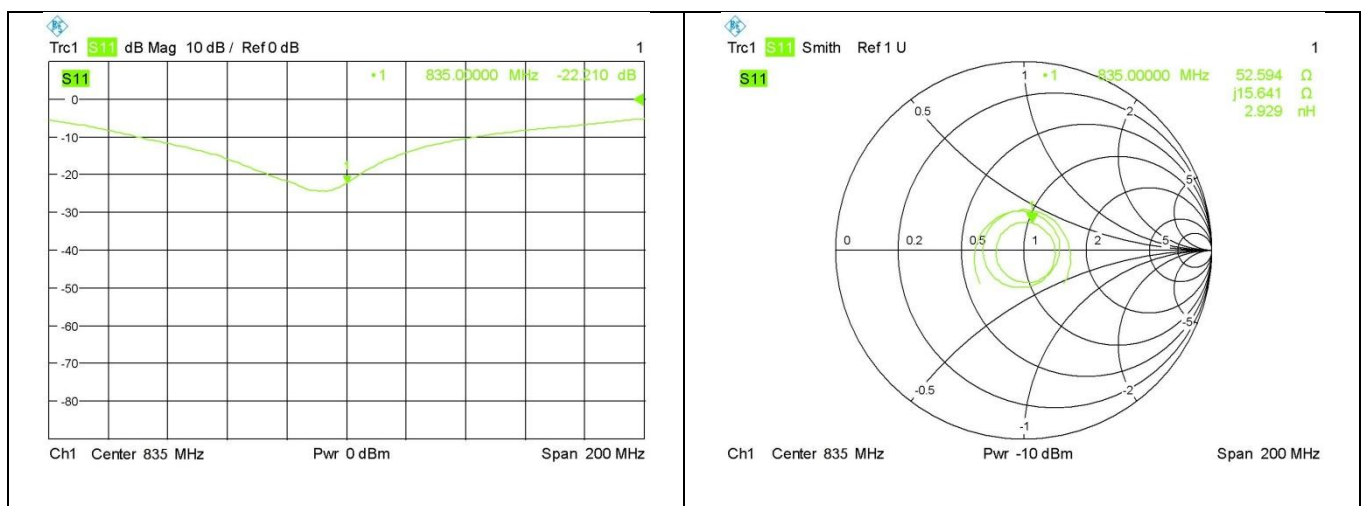 Trc1 S11 dB Mag 10 dB / Ref 0 dB 1
S11
•1 835.00000 MHz -22.210 dB
0
-10
-20
-30
-40
-50
-60
-70
-80
1
Ch1 Center 835 MHz Pwr 0 dBm Span 200 MHz
Trc1 S11 Smith Ref 1 U 1
S11
•1 835.00000 MHz 52.594 Ω
j15.641 Ω
2.929 nH
1
0.5
2
5
0
0.2
0.5
1
2
5
-5
-0.5
-2
-1
Ch1 Center 835 MHz Pwr -10 dBm Span 200 MHz